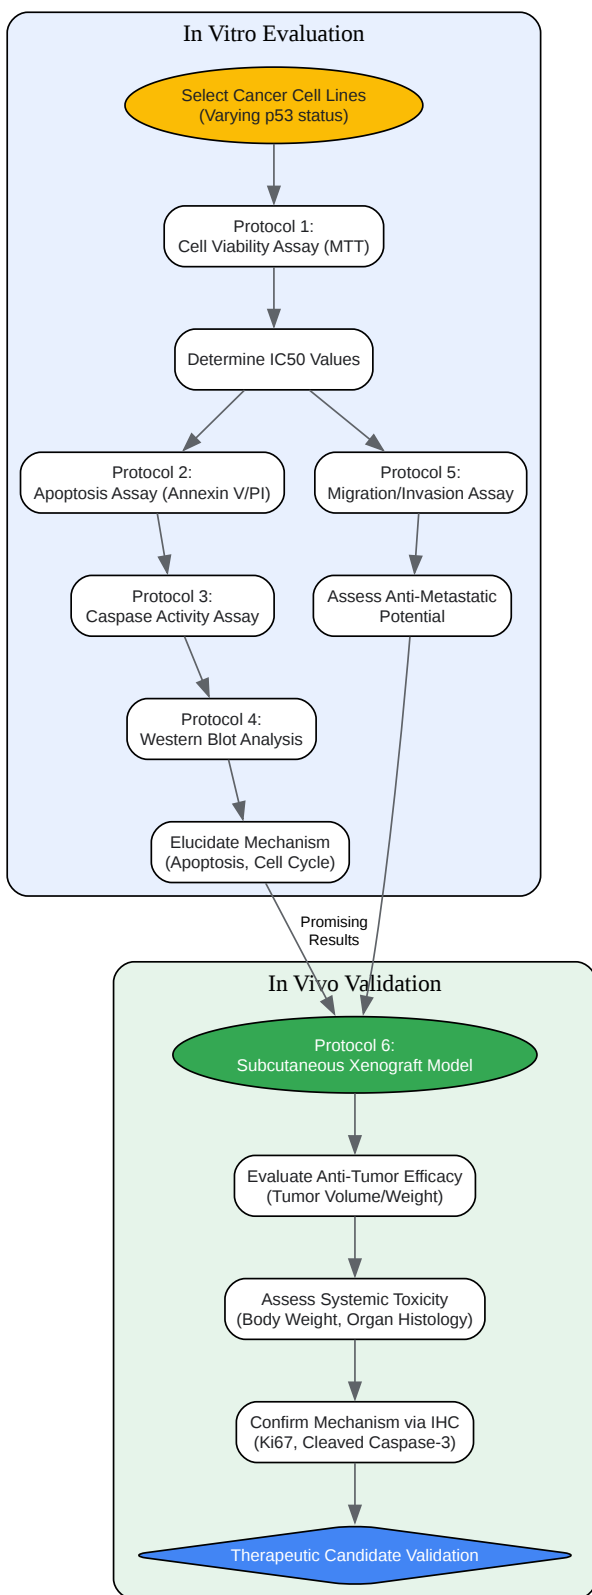 In Vitro Evaluation
Select Cancer Cell Lines
(Varying p53 status)
Protocol 1:
Cell Viability Assay (MTT)
Determine IC50 Values
Protocol 2:
Apoptosis Assay (Annexin V/PI)
Protocol 5:
Migration/Invasion Assay
Protocol 3:
Caspase Activity Assay
Assess Anti-Metastatic
Potential
Protocol 4:
Western Blot Analysis
Elucidate Mechanism
(Apoptosis, Cell Cycle)
Promising
Results
In Vivo Validation
Protocol 6:
Subcutaneous Xenograft Model
Evaluate Anti-Tumor Efficacy
(Tumor Volume/Weight)
Assess Systemic Toxicity
(Body Weight, Organ Histology)
Confirm Mechanism via IHC
(Ki67, Cleaved Caspase-3)
Therapeutic Candidate Validation